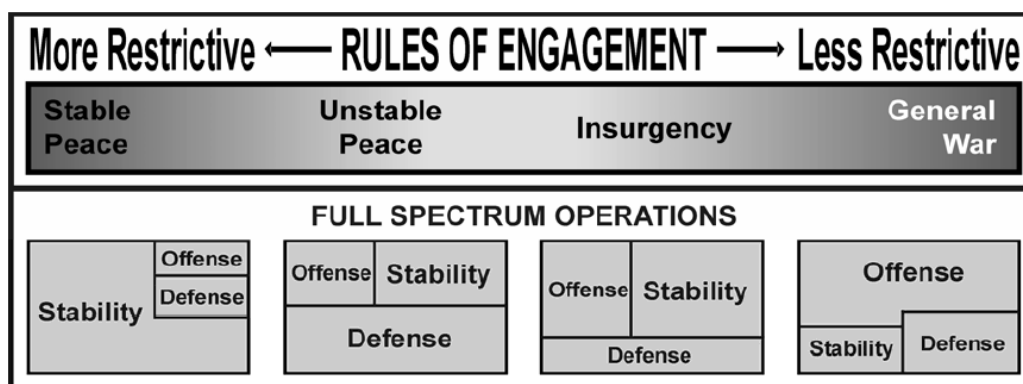 More Restrictive ← RULES OF ENGAGEMENT → Less Restrictive
Stable
Peace
Unstable
Peace
Insurgency
General
War
FULL SPECTRUM OPERATIONS
Stability
Offense
Defense
Offense
Stability
Defense
Offense
Stability
Defense
Offense
Stability
Defense